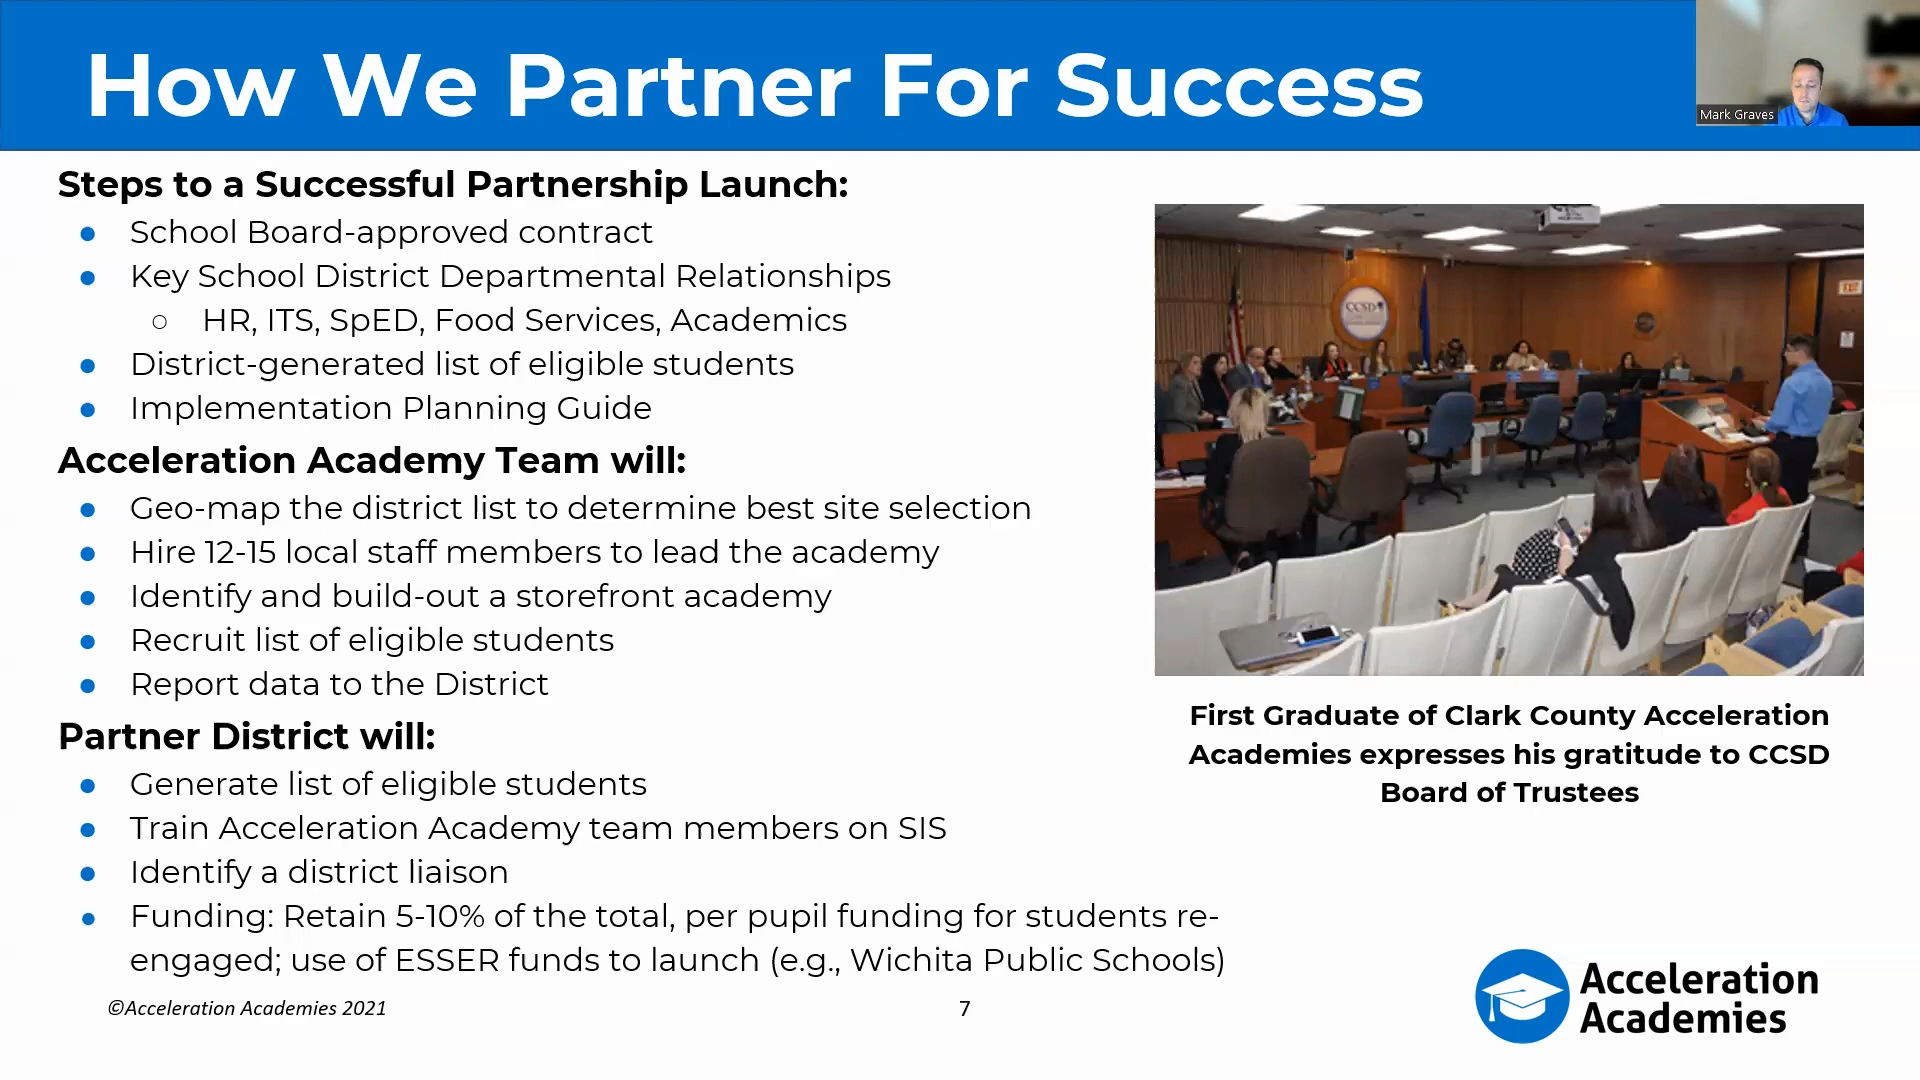 How We Partner For Success
Mark Graves
Steps to a Successful Partnership Launch:
School Board-approved contract
Key School District Departmental Relationships
HR, ITS, SpED, Food Services, Academics
District-generated list of eligible students
Implementation Planning Guide
Acceleration Academy Team will:
Geo-map the district list to determine best site selection
Hire 12-15 local staff members to lead the academy
Identify and build-out a storefront academy
Recruit list of eligible students
Report data to the District
Partner District will:
Generate list of eligible students
Train Acceleration Academy team members on SIS
Identify a district liaison
Funding: Retain 5-10% of the total, per pupil funding for students re-
engaged; use of ESSER funds to launch (e.g., Wichita Public Schools)
CCSD
First Graduate of Clark County Acceleration
Academies expresses his gratitude to CCSD
Board of Trustees
©Acceleration Academies 2021
7
Acceleration
Academies